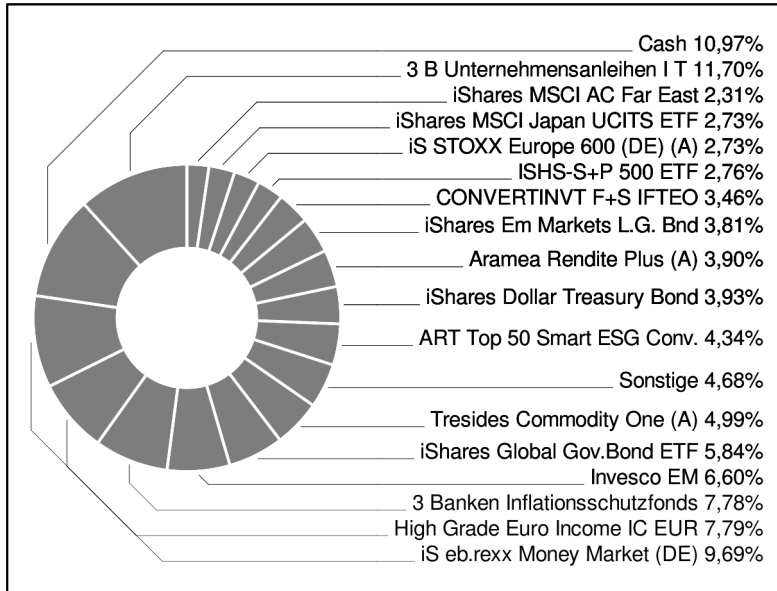 Cash 10,97%
3 B Unternehmensanleihen I T 11,70%
iShares MSCI AC Far East 2,31%
iShares MSCI Japan UCITS ETF 2,73%
iS STOXX Europe 600 (DE) (A) 2,73%
ISHS-S+P 500 ETF 2,76%
CONVERTINVT F+S IFTEO 3,46%
iShares Em Markets L.G. Bnd 3,81%
Aramea Rendite Plus (A) 3,90%
iShares Dollar Treasury Bond 3,93%
ART Top 50 Smart ESG Conv. 4,34%
Sonstige 4,68%
Tresides Commodity One (A) 4,99%
iShares Global Gov.Bond ETF 5,84%
Invesco EM 6,60%
3 Banken Inflationsschutzfonds 7,78%
High Grade Euro Income IC EUR 7,79%
iS eb.rexx Money Market (DE) 9,69%